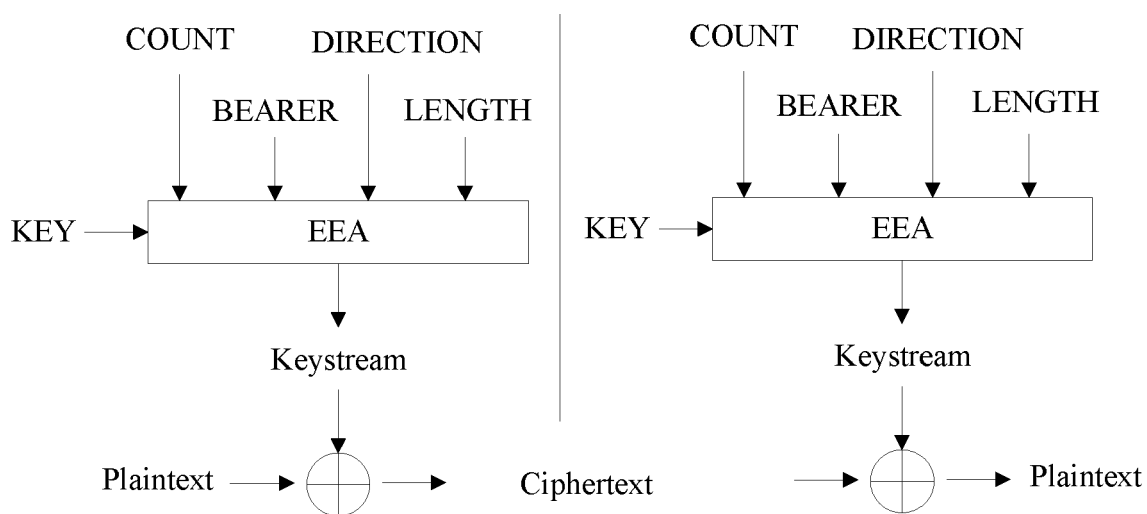 COUNT DIRECTION
BEARER LENGTH
KEY EEA
Keystream
Plaintext Ciphertext
COUNT DIRECTION
BEARER LENGTH
KEY EEA
Keystream
Plaintext